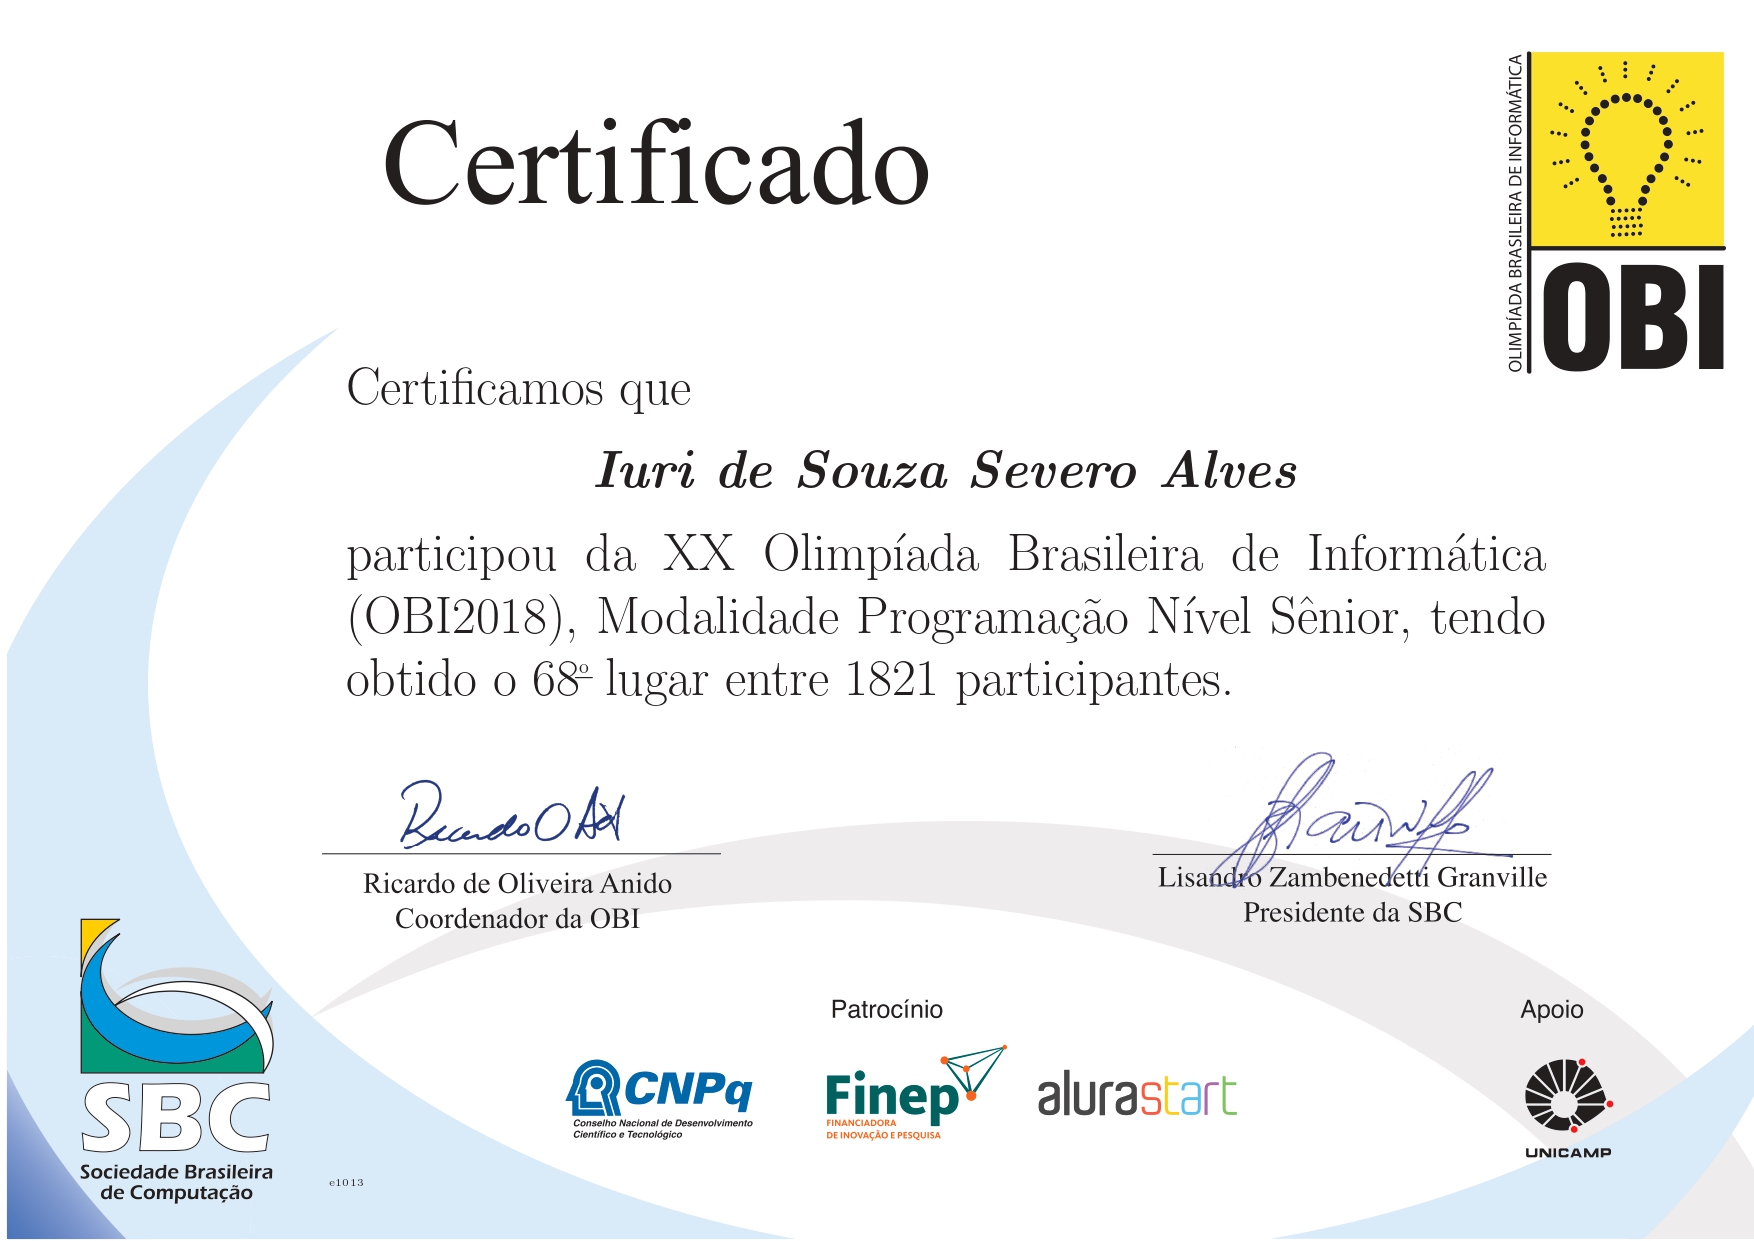 Certificado
OLIMPÍADA BRASILEIRA DE INFORMÁTICA
OBI
Certificamos que
Iuri de Souza Severo Alves
participou da XX Olimpíada Brasileira de Informática
(OBI2018), Modalidade Programação Nível Sênior, tendo
obtido o 68º lugar entre 1821 participantes.
Ricardo de Oliveira Anido
Coordenador da OBI
Lisandro Zambenedetti Granville
Presidente da SBC
SBC
Sociedade Brasileira
de Computação
Patrocínio
CNPq
Conselho Nacional de Desenvolvimento
Científico e Tecnológico
Finep
FINANCIADORA
DE INOVAÇÃO E PESQUISA
alurastart
Apoio
UNICAMP
e1013